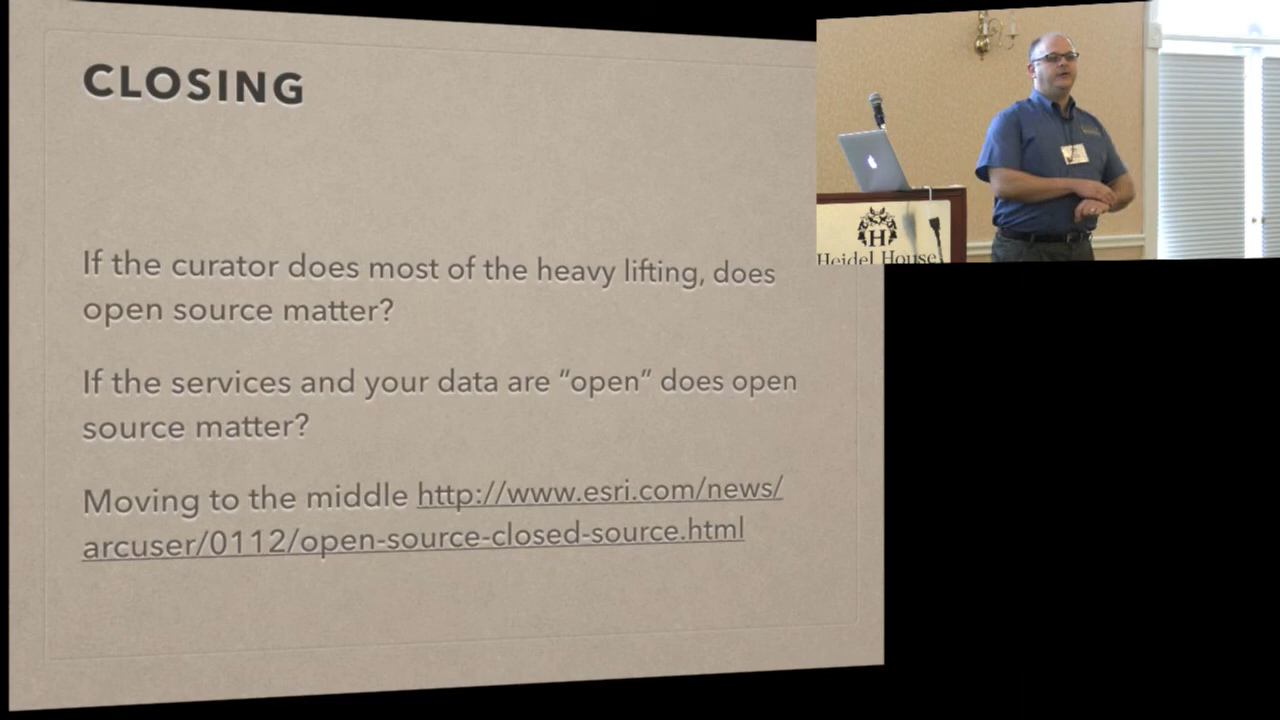 CLOSING
If the curator does most of the heavy lifting, does
open source matter?
If the services and your data are “open” does open
source matter?
Moving to the middle http://www.esri.com/news/
arcuser/0112/open-source-closed-source.html
H
Heidel House